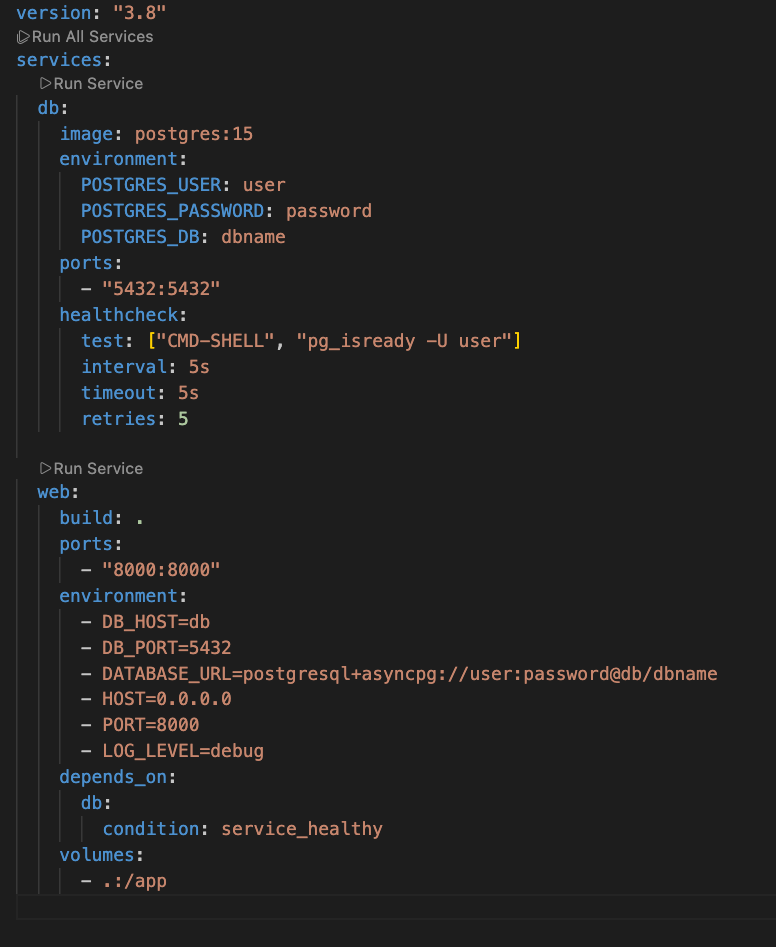 version: "3.8"
Run All Services
services:
Run Service
db:
image: postgres:15
environment:
POSTGRES_USER: user
POSTGRES_PASSWORD: password
POSTGRES_DB: dbname
ports:
- "5432:5432"
healthcheck:
test: ["CMD-SHELL", "pg_isready -U user"]
interval: 5s
timeout: 5s
retries: 5
Run Service
web:
build: .
ports:
- "8000:8000"
environment:
- DB_HOST=db
- DB_PORT=5432
- DATABASE_URL=postgresql+asyncpg://user:password@db/dbname
- HOST=0.0.0.0
- PORT=8000
- LOG_LEVEL=debug
depends_on:
db:
condition: service_healthy
volumes:
- .:/app